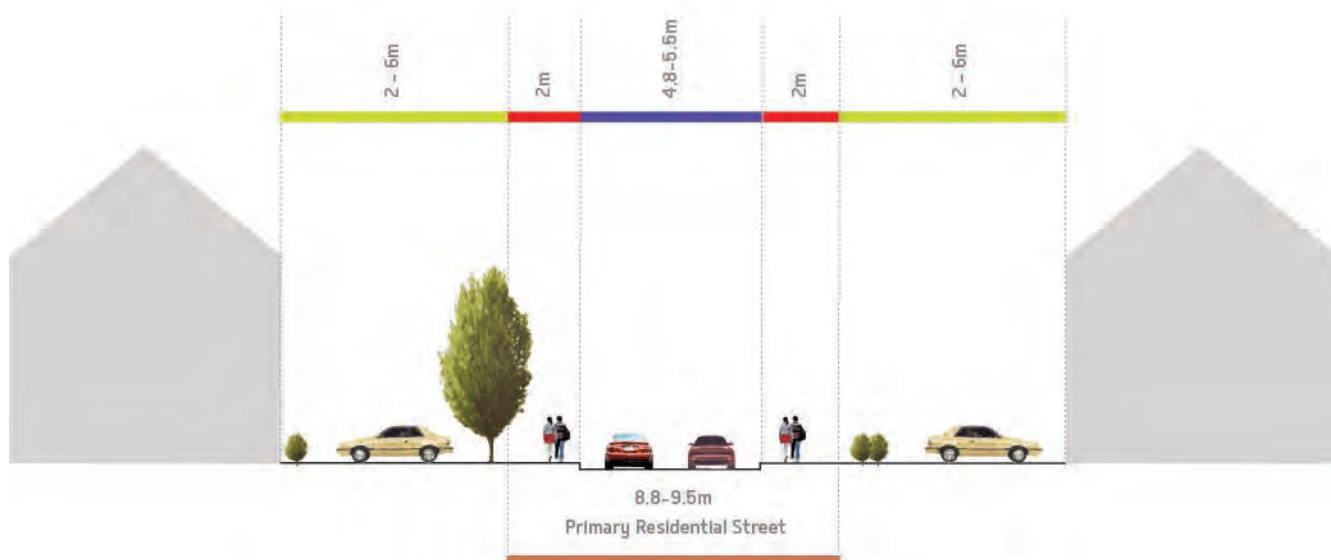 2 - 6m
2m
4.8-5.5m
2m
2 - 6m
8.8-9.5m
Primary Residential Street